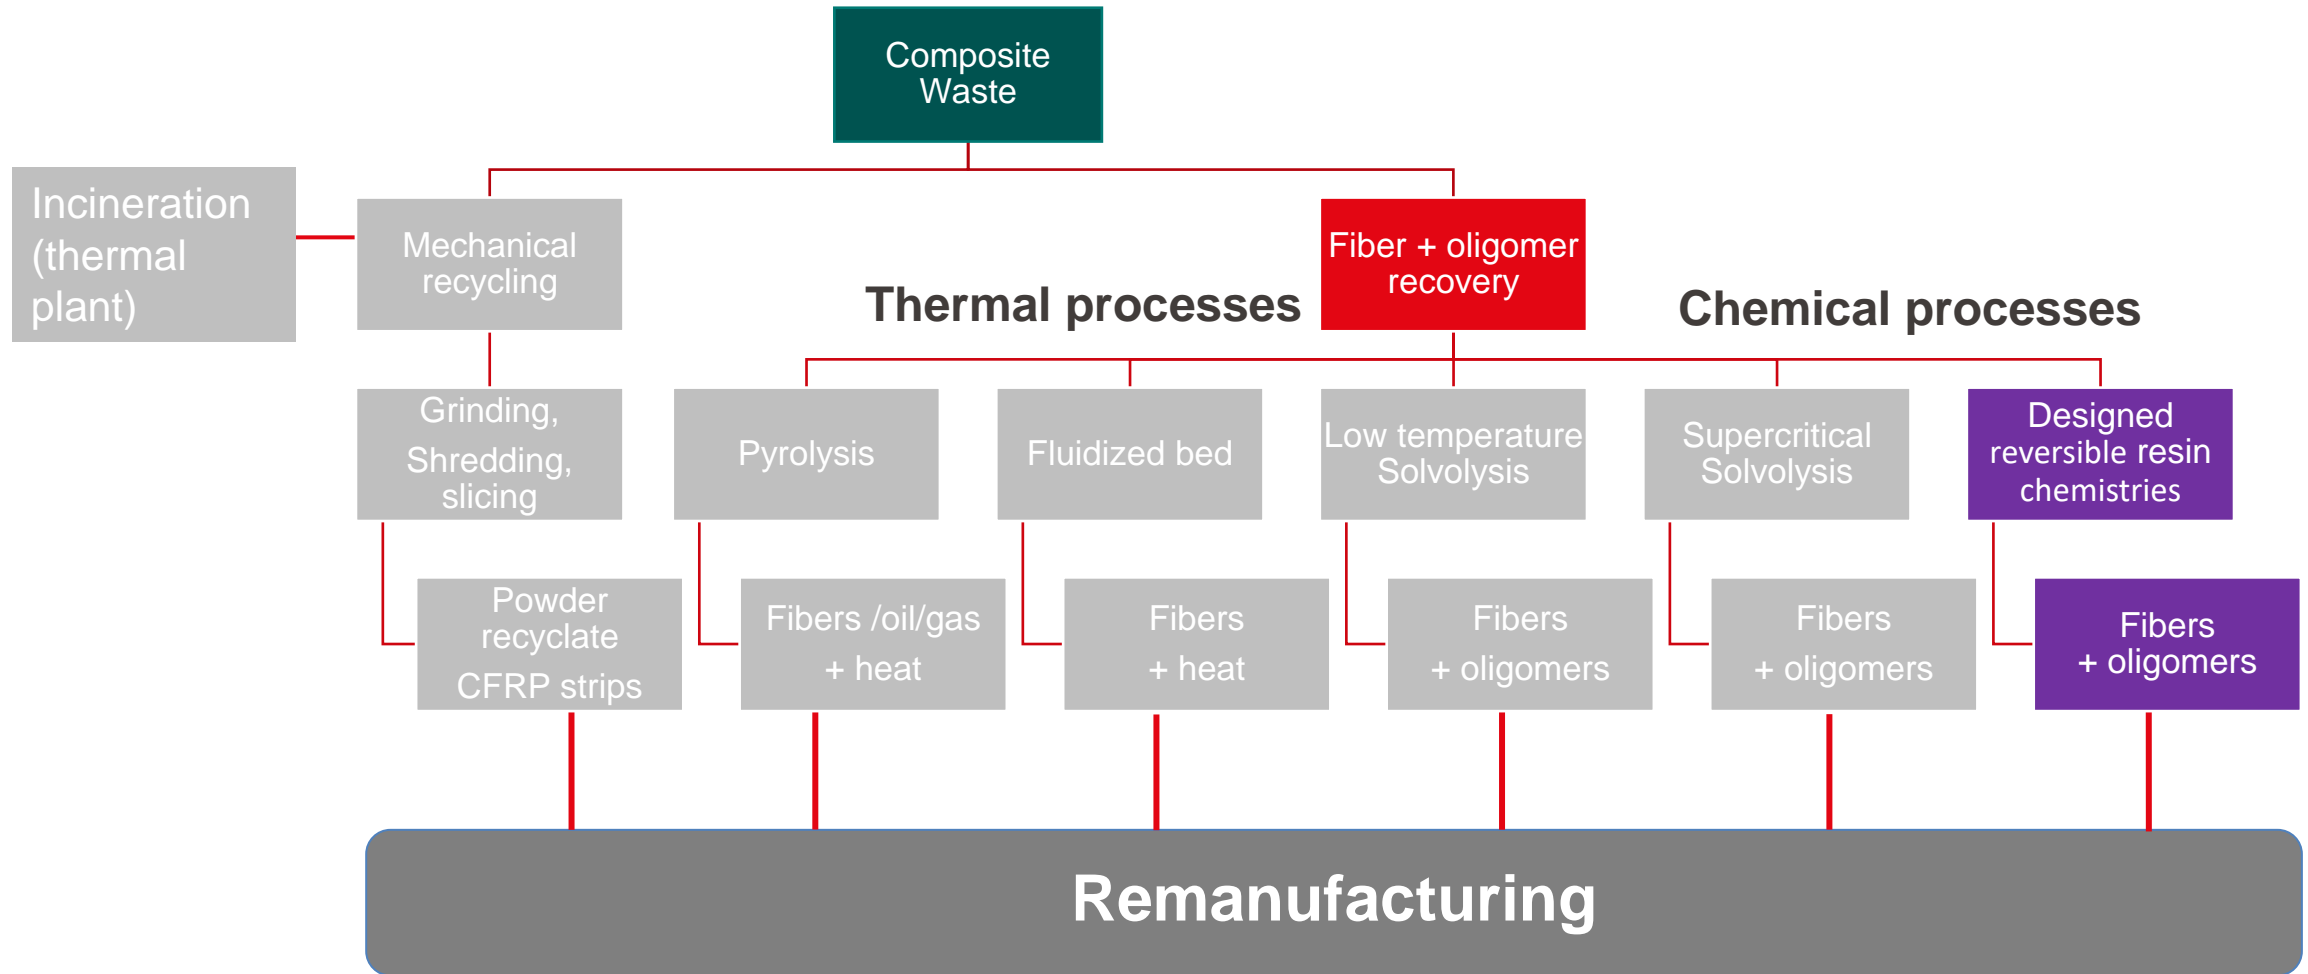 Composite
Waste
Incineration
(thermal
plant)
Mechanical
recycling
Fiber + oligomer
recovery
Thermal processes
Chemical processes
Grinding,
Shredding,
slicing
Pyrolysis
Fluidized bed
Low temperature
Solvolysis
Supercritical
Solvolysis
Designed
reversible resin
chemistries
Powder
recyclate
CFRP strips
Fibers /oil/gas
+ heat
Fibers
+ heat
Fibers
+ oligomers
Fibers
+ oligomers
Fibers
+ oligomers
Remanufacturing